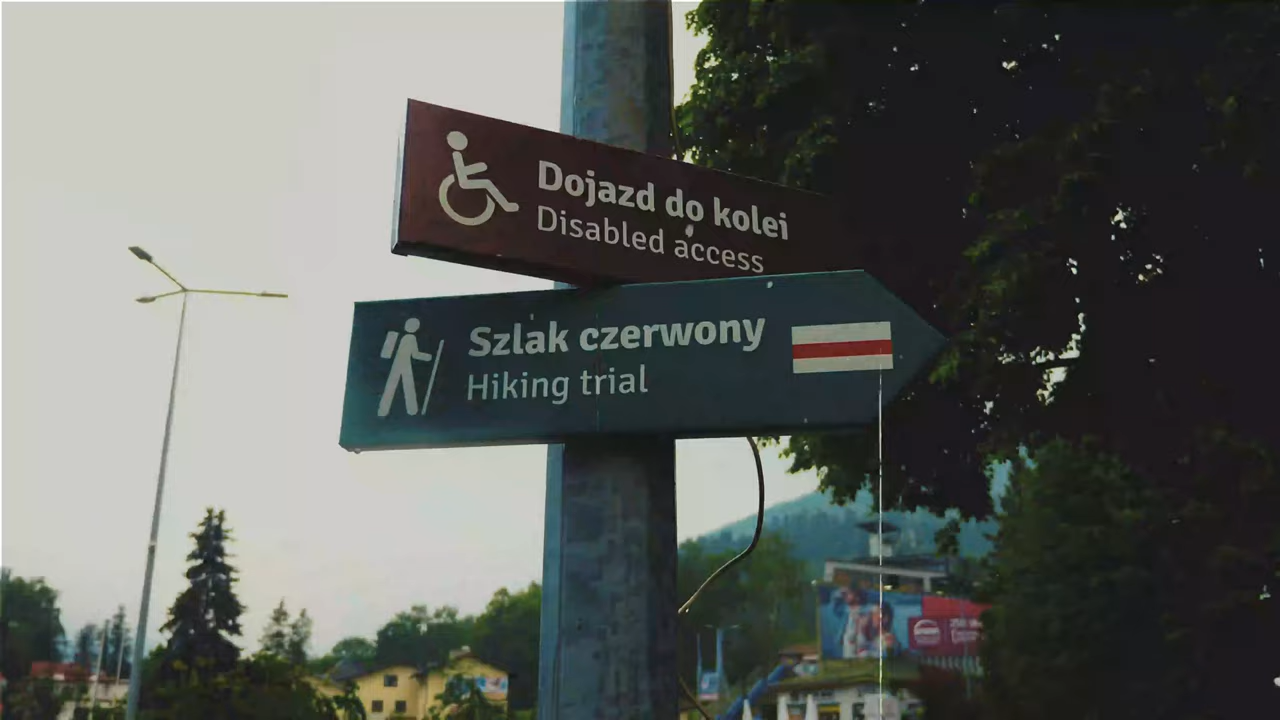 Dojazd do kolei
Disabled access
Szlak czerwony
Hiking trial